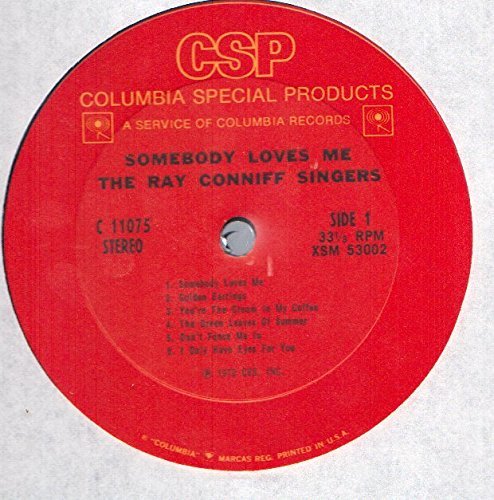 CSP
COLUMBIA SPECIAL PRODUCTS
A SERVICE OF COLUMBIA RECORDS
SOMEBODY LOVES ME
THE RAY CONNIFF SINGERS
C 11075
STEREO
SIDE 1
33⅓ RPM
XSM 53002
1. Somebody Loves Me
2. Golden Earrings
3. You're The Cream In My Coffee
4. The Green Leaves Of Summer
5. Don't Fence Me In
6. I Only Have Eyes For You
℗ CBS, INC.
"COLUMBIA" MARCAS REG. PRINTED IN U.S.A.